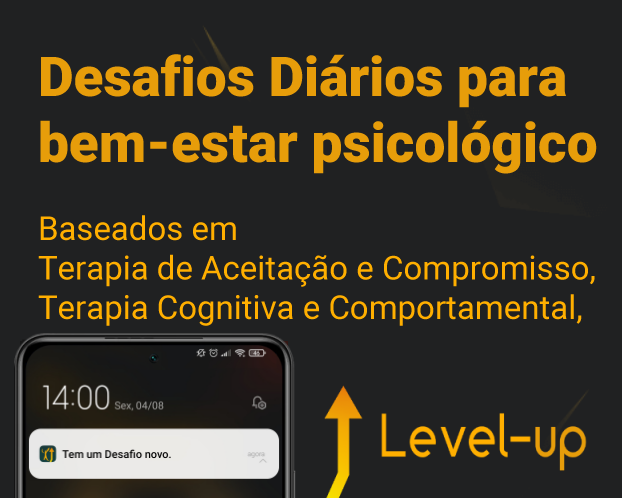 Desafios Diários para
bem-estar psicológico
Baseados em
Terapia de Aceitação e Compromisso,
Terapia Cognitiva e Comportamental,
46
14:00 Sex, 04/08
Tem um Desafio novo.
agora
Level-up